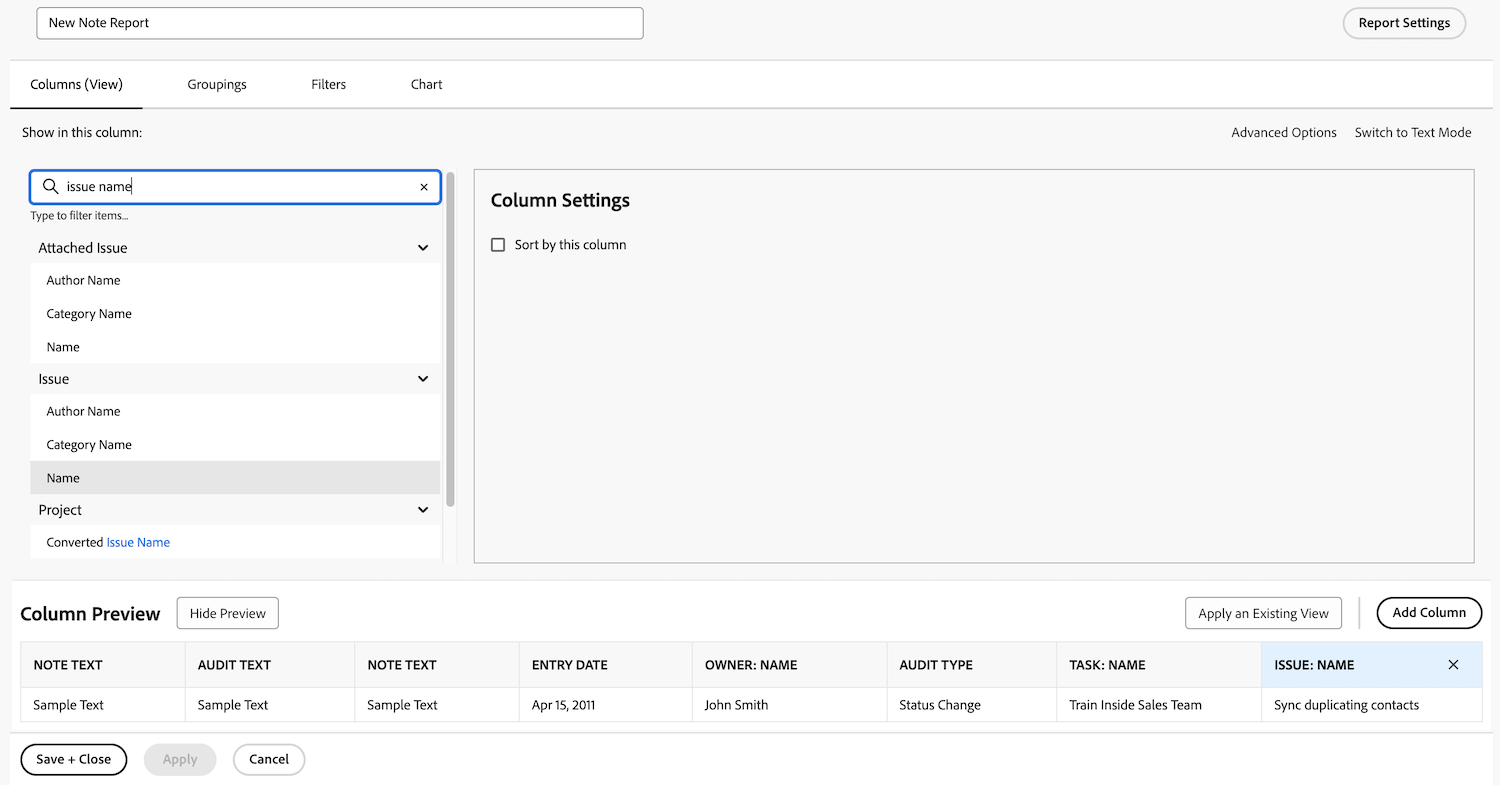 New Note Report
Report Settings
Columns (View) Groupings Filters Chart
Show in this column:
Advanced Options Switch to Text Mode
issue name
Type to filter items...
Attached Issue
Author Name
Category Name
Name
Issue
Author Name
Category Name
Name
Project
Converted Issue Name
Column Settings
Sort by this column
Column Preview Hide Preview Apply an Existing View Add Column
NOTE TEXT AUDIT TEXT NOTE TEXT ENTRY DATE OWNER: NAME AUDIT TYPE TASK: NAME ISSUE: NAME
Sample Text Sample Text Sample Text Apr 15, 2011 John Smith Status Change Train Inside Sales Team Sync duplicating contacts
Save + Close Apply Cancel